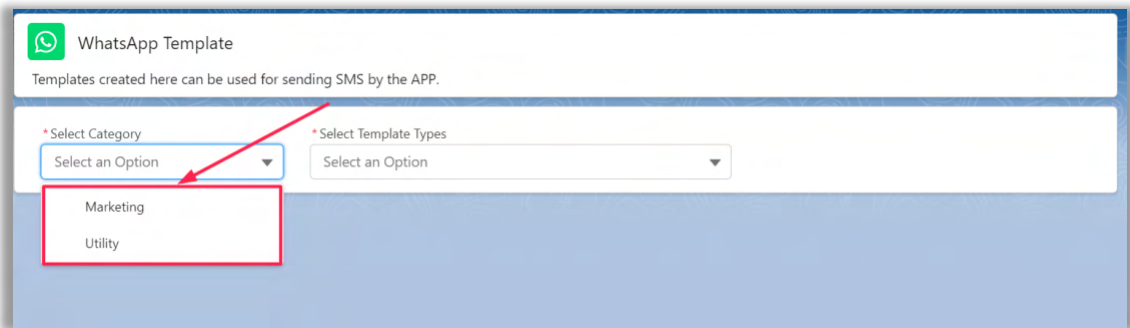 WhatsApp Template
Templates created here can be used for sending SMS by the APP.
*Select Category
*Select Template Types
Select an Option
Select an Option
Marketing
Utility